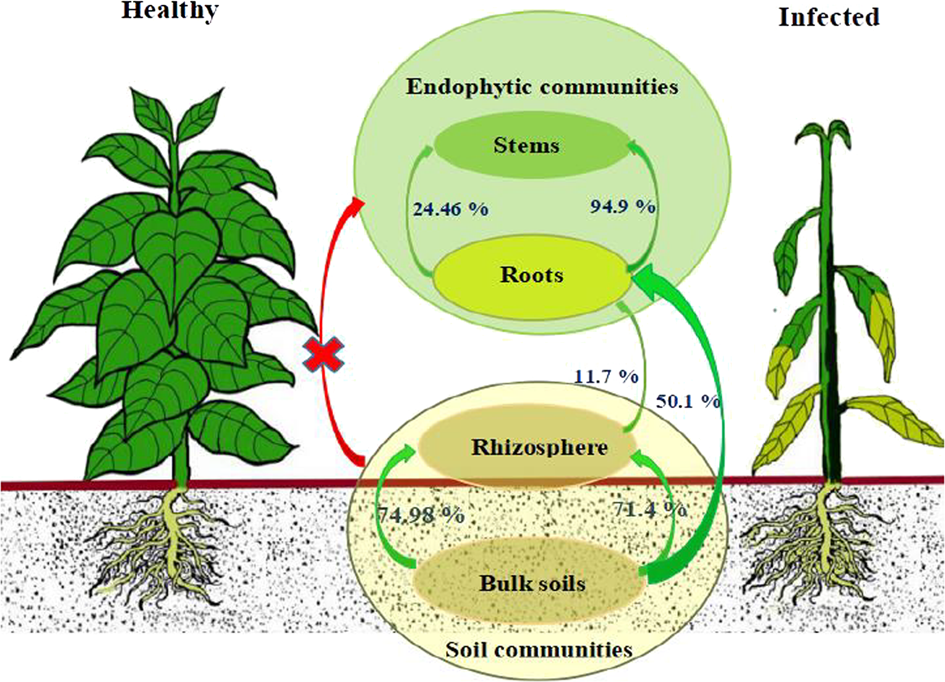 Healthy
Infected
Endophytic communities
Stems
24.46 %
94.9 %
Roots
11.7 %
50.1 %
Rhizosphere
74.98 %
71.4 %
Bulk soils
Soil communities